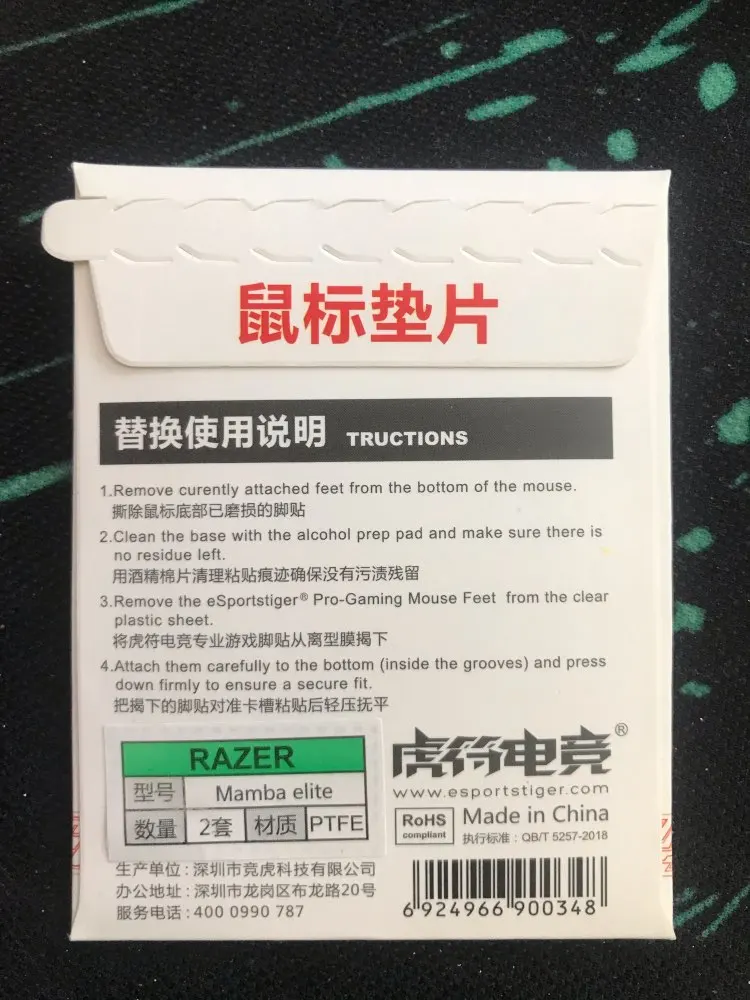 鼠标垫片
替换使用说明 TRUCTIONS
1.Remove curently attached feet from the bottom of the mouse.
撕除鼠标底部已磨损的脚贴
2.Clean the base with the alcohol prep pad and make sure there is
no residue left.
用酒精棉片清理粘贴痕迹确保没有污渍残留
3.Remove the eSportstiger® Pro-Gaming Mouse Feet from the clear
plastic sheet.
将虎符电竞专业游戏脚贴从离型膜揭下
4.Attach them carefully to the bottom (inside the grooves) and press
down firmly to ensure a secure fit.
把揭下的脚贴对准卡槽粘贴后轻压抚平
RAZER
型号 Mamba elite
数量 2套 材质 PTFE
虎符电竞®
www.esportstiger.com
RoHS
compliant
Made in China
执行标准：QB/T 5257-2018
生产单位:深圳市竞虎科技有限公司
办公地址:深圳市龙岗区布龙路20号
服务电话:400 0990 787
6 924966 900348